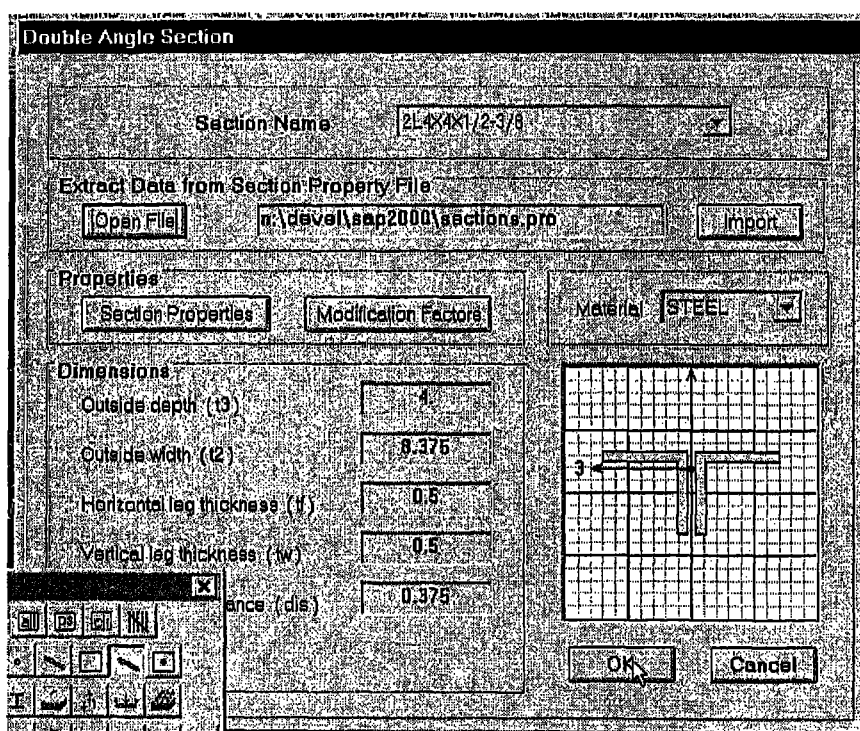 Double Angle Section
Section Name 2L4X4X1/2-3/8
Extract Data from Section Property File
Open File n:\devel\sap2000\sections.pro Import
Properties
Section Properties Modification Factors
Material STEEL
Dimensions
Outside depth (t3) 4.
Outside width (t2) 8.375
Horizontal leg thickness (tf) 0.5
Vertical leg thickness (tw) 0.5
ance (dis) 0.375
3
all
OK Cancel